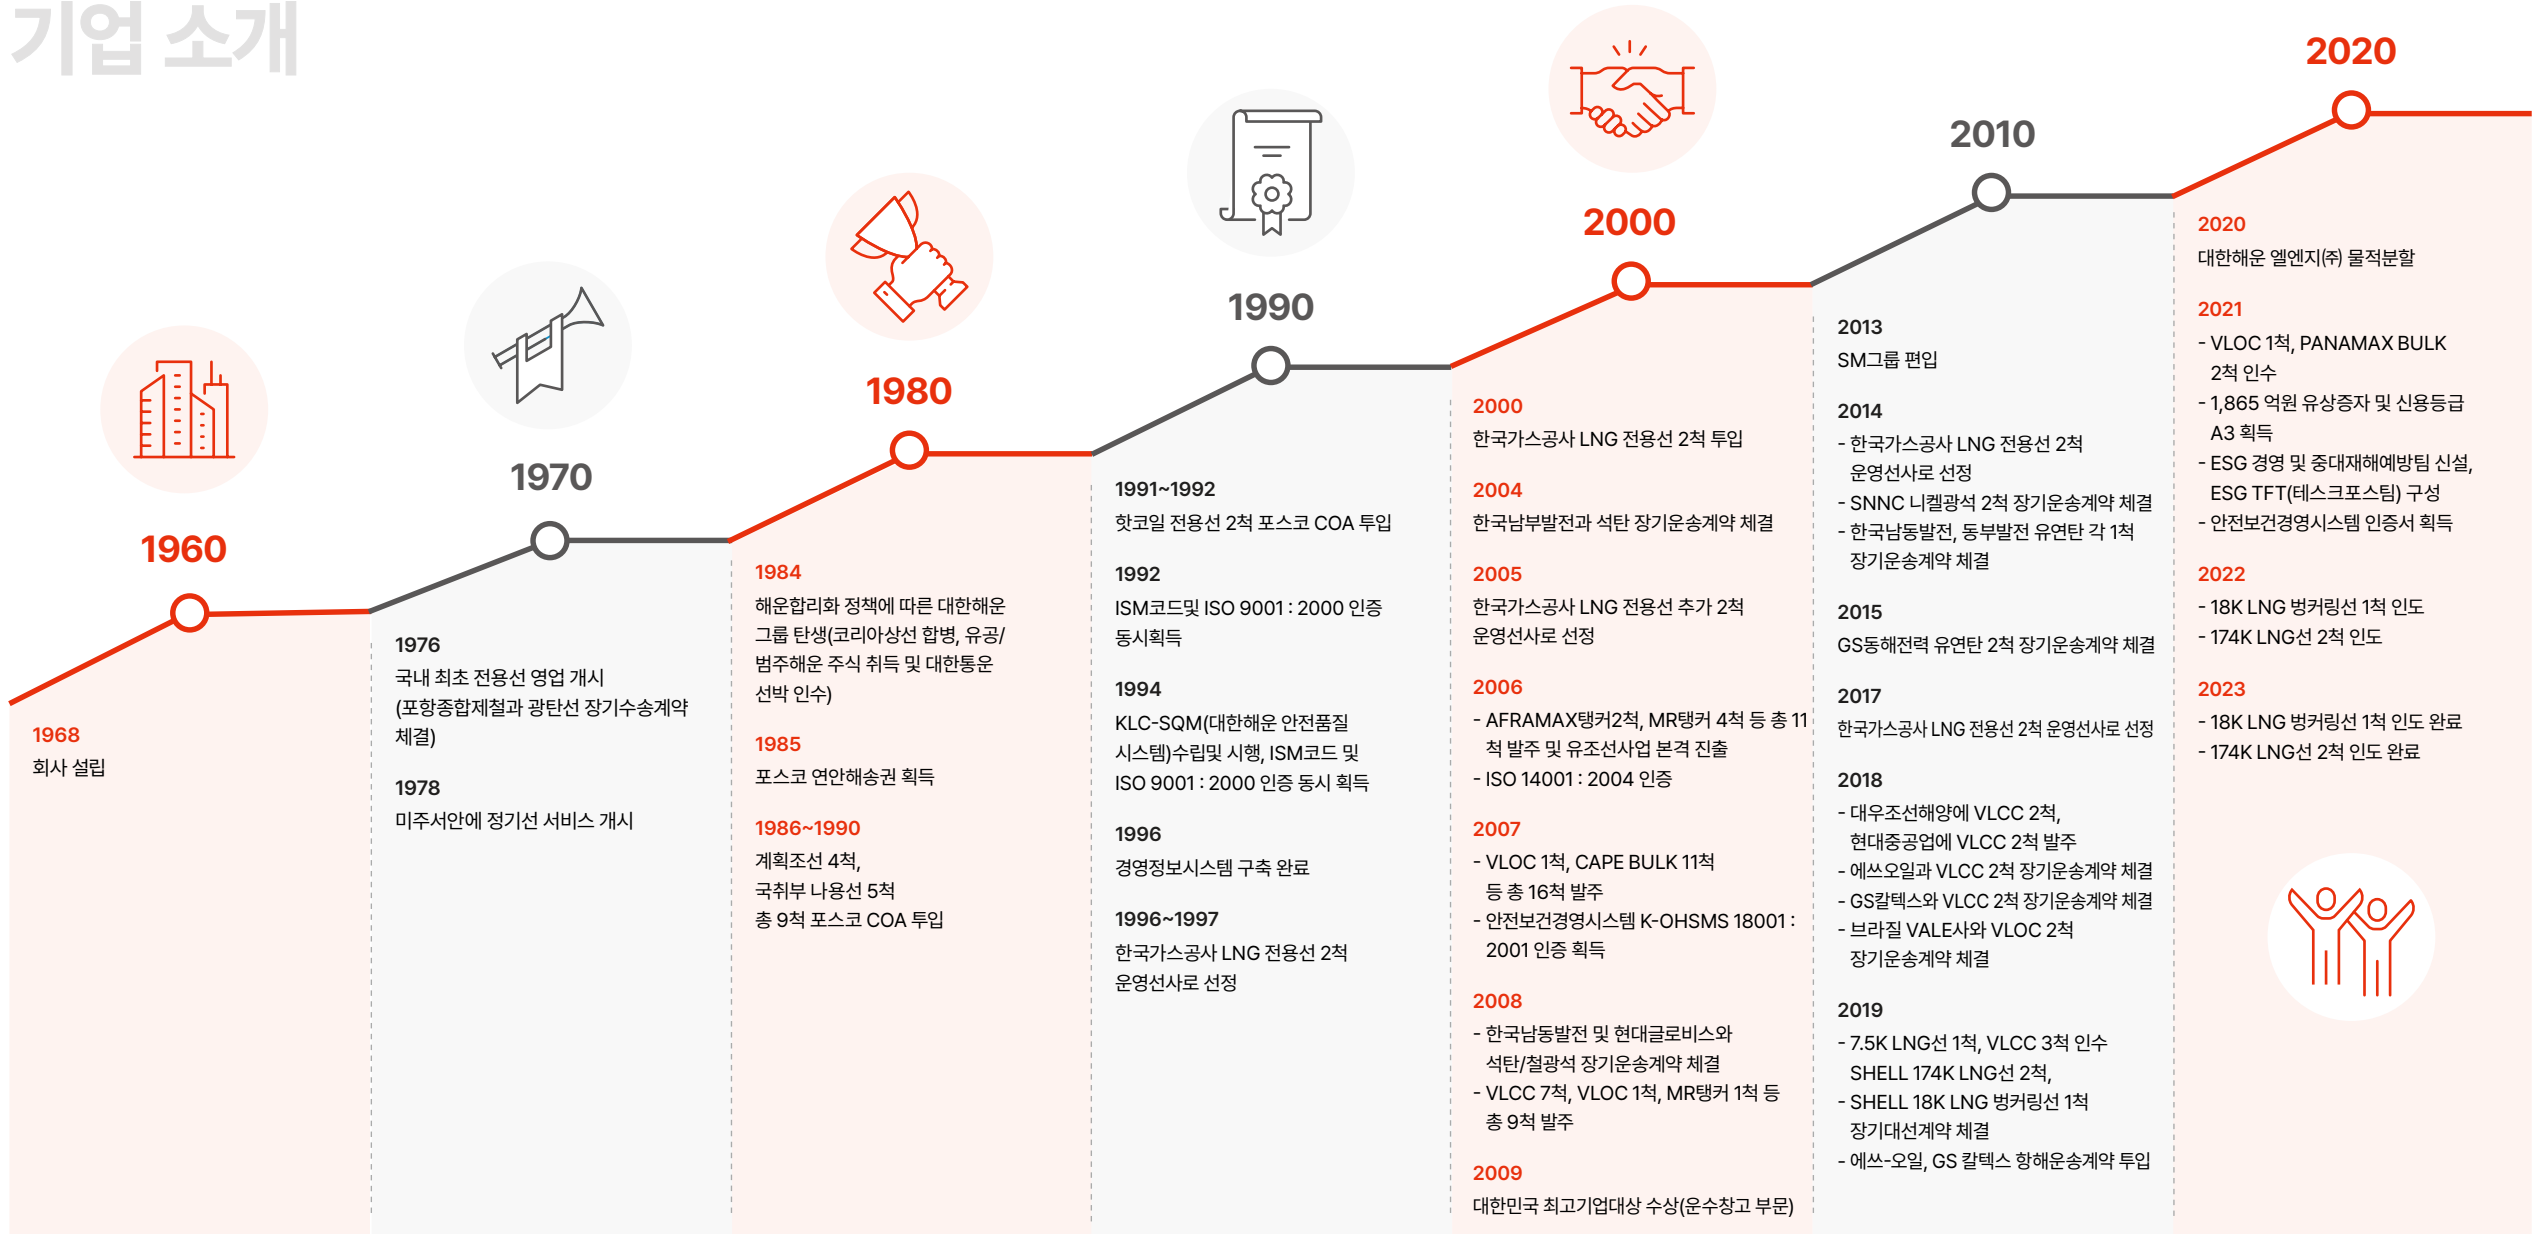 기업 소개
1960
1968
회사 설립
1970
1976
국내 최초 전용선 영업 개시
(포항종합제철과 광탄선 장기수송계약
체결)
1978
미주서안에 정기선 서비스 개시
1980
1984
해운합리화 정책에 따른 대한해운
그룹 탄생(코리아상선 합병, 유공/
범주해운 주식 취득 및 대한통운
선박 인수)
1985
포스코 연안해송권 획득
1986~1990
계획조선 4척,
국취부 나용선 5척
총 9척 포스코 COA 투입
1990
1991~1992
핫코일 전용선 2척 포스코 COA 투입
1992
ISM코드및 ISO 9001 : 2000 인증
동시획득
1994
KLC-SQM(대한해운 안전품질
시스템)수립및 시행, ISM코드 및
ISO 9001 : 2000 인증 동시 획득
1996
경영정보시스템 구축 완료
1996~1997
한국가스공사 LNG 전용선 2척
운영선사로 선정
2000
2000
한국가스공사 LNG 전용선 2척 투입
2004
한국남부발전과 석탄 장기운송계약 체결
2005
한국가스공사 LNG 전용선 추가 2척
운영선사로 선정
2006
- AFRAMAX탱커2척, MR탱커 4척 등 총 11
척 발주 및 유조선사업 본격 진출
- ISO 14001 : 2004 인증
2007
- VLOC 1척, CAPE BULK 11척
등 총 16척 발주
- 안전보건경영시스템 K-OHSMS 18001 :
2001 인증 획득
2008
- 한국남동발전 및 현대글로비스와
석탄/철광석 장기운송계약 체결
- VLCC 7척, VLOC 1척, MR탱커 1척 등
총 9척 발주
2009
대한민국 최고기업대상 수상(운수창고 부문)
2010
2013
SM그룹 편입
2014
- 한국가스공사 LNG 전용선 2척
운영선사로 선정
- SNNC 니켈광석 2척 장기운송계약 체결
- 한국남동발전, 동부발전 유연탄 각 1척
장기운송계약 체결
2015
GS동해전력 유연탄 2척 장기운송계약 체결
2017
한국가스공사 LNG 전용선 2척 운영선사로 선정
2018
- 대우조선해양에 VLCC 2척,
현대중공업에 VLCC 2척 발주
- 에쓰오일과 VLCC 2척 장기운송계약 체결
- GS칼텍스와 VLCC 2척 장기운송계약 체결
- 브라질 VALE사와 VLOC 2척
장기운송계약 체결
2019
- 7.5K LNG선 1척, VLCC 3척 인수
SHELL 174K LNG선 2척,
- SHELL 18K LNG 벙커링선 1척
장기대선계약 체결
- 에쓰-오일, GS 칼텍스 항해운송계약 투입
2020
2020
대한해운 엘엔지㈜ 물적분할
2021
- VLOC 1척, PANAMAX BULK
2척 인수
- 1,865 억원 유상증자 및 신용등급
A3 획득
- ESG 경영 및 중대재해예방팀 신설,
ESG TFT(테스크포스팀) 구성
- 안전보건경영시스템 인증서 획득
2022
- 18K LNG 벙커링선 1척 인도
- 174K LNG선 2척 인도
2023
- 18K LNG 벙커링선 1척 인도 완료
- 174K LNG선 2척 인도 완료